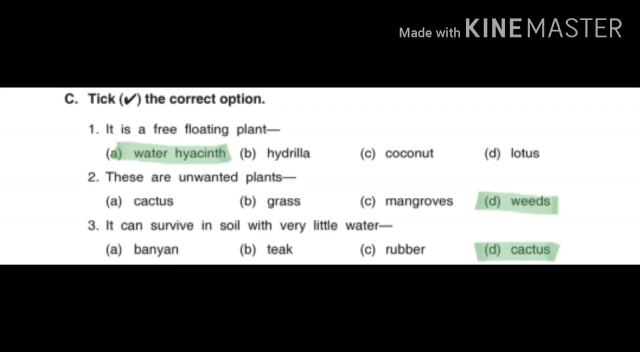 Made with KINEMASTER
C. Tick (✔) the correct option.
1. It is a free floating plant—
(a) water hyacinth (b) hydrilla (c) coconut (d) lotus
2. These are unwanted plants—
(a) cactus (b) grass (c) mangroves (d) weeds
3. It can survive in soil with very little water—
(a) banyan (b) teak (c) rubber (d) cactus